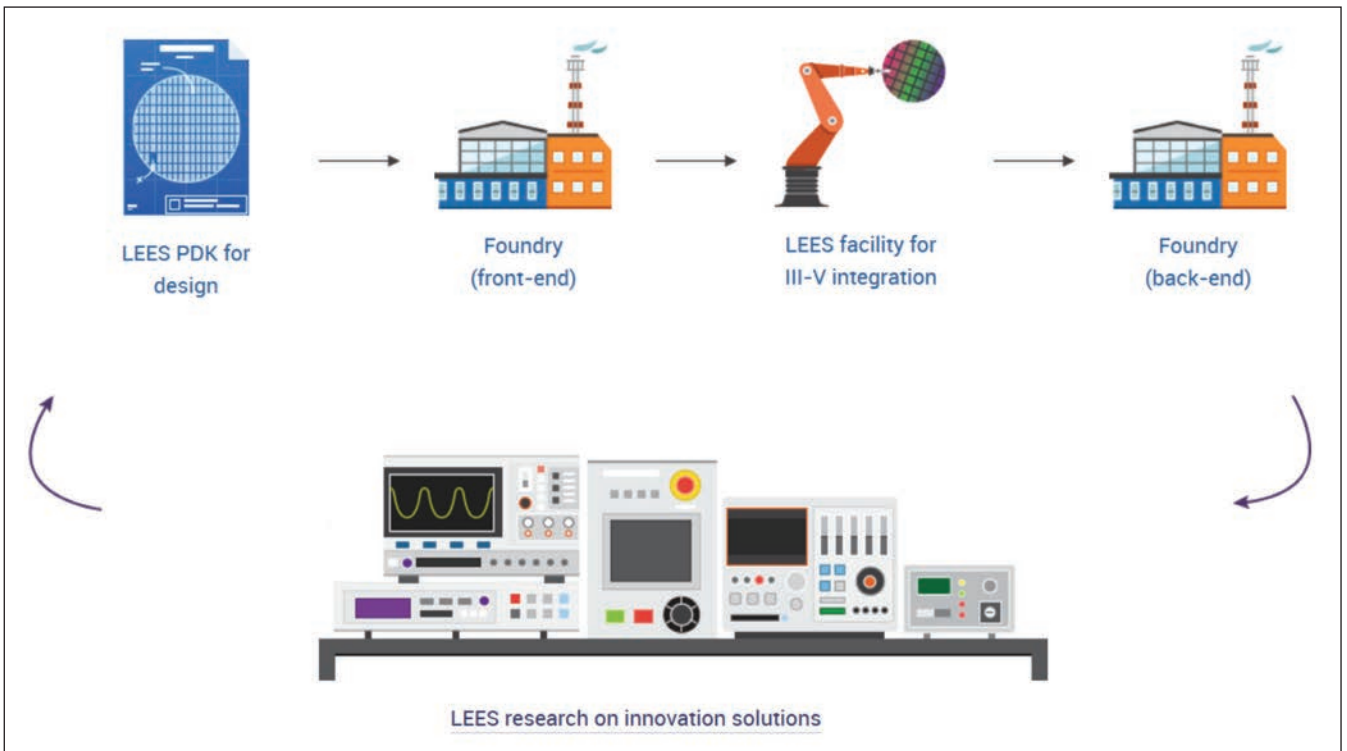 LEES PDK for
design
Foundry
(front-end)
LEES facility for
III-V integration
Foundry
(back-end)
LEES research on innovation solutions